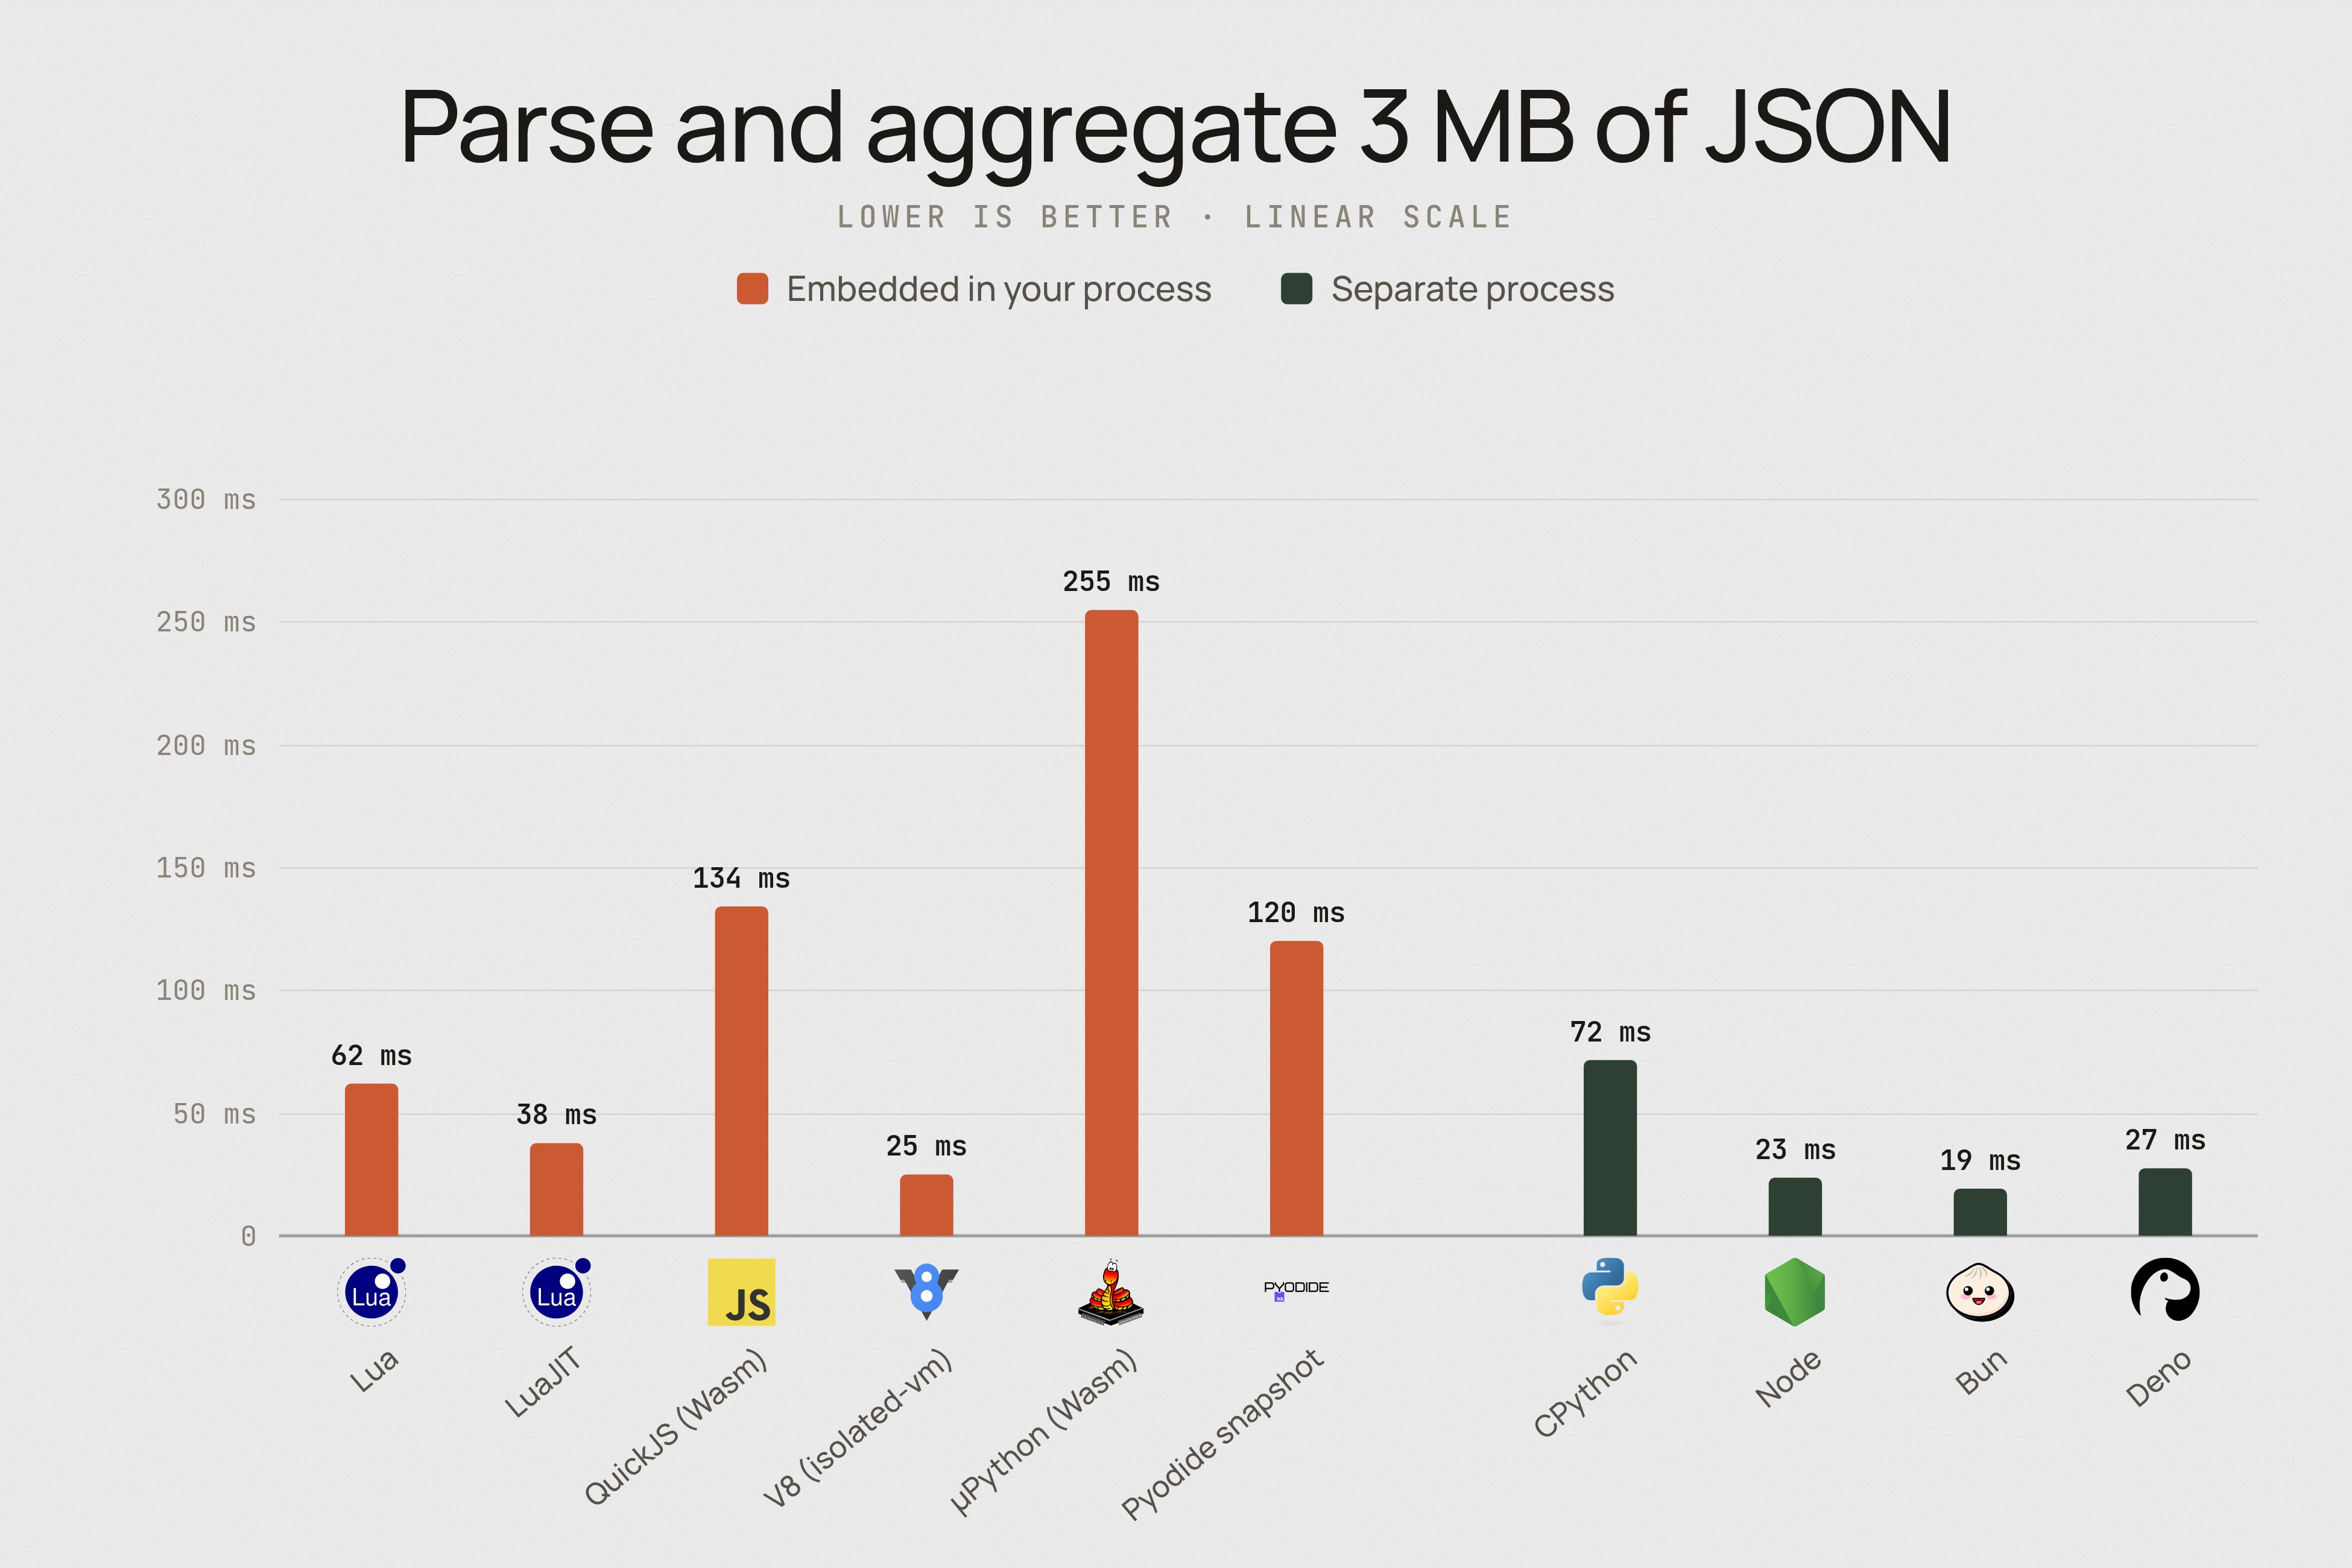 Parse and aggregate 3 MB of JSON
LOWER IS BETTER · LINEAR SCALE
Embedded in your process
Separate process
300 ms
250 ms
200 ms
150 ms
100 ms
50 ms
0
62 ms
38 ms
134 ms
25 ms
255 ms
120 ms
72 ms
23 ms
19 ms
27 ms
Lua
Lua
JS
8
PYODIDE
Lua
LuaJIT
QuickJS (Wasm)
V8 (isolated-vm)
µPython (Wasm)
Pyodide snapshot
CPython
Node
Bun
Deno